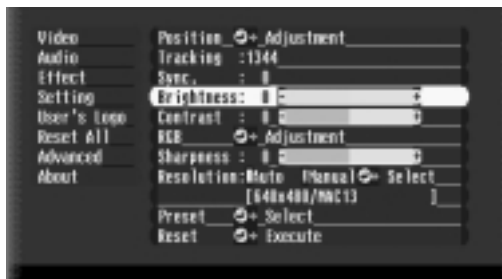 Video
Audio
Effect
Setting
User's Logo
Reset All
Advanced
About
Position Adjustment
Tracking :1344
Sync. : 0
Brightness: 0 - +
Contrast : 0 - +
RGB Adjustment
Sharpness : 0 - +
Resolution: Auto Manual Select
[640x480/MAC13 ]
Preset Select
Reset Execute